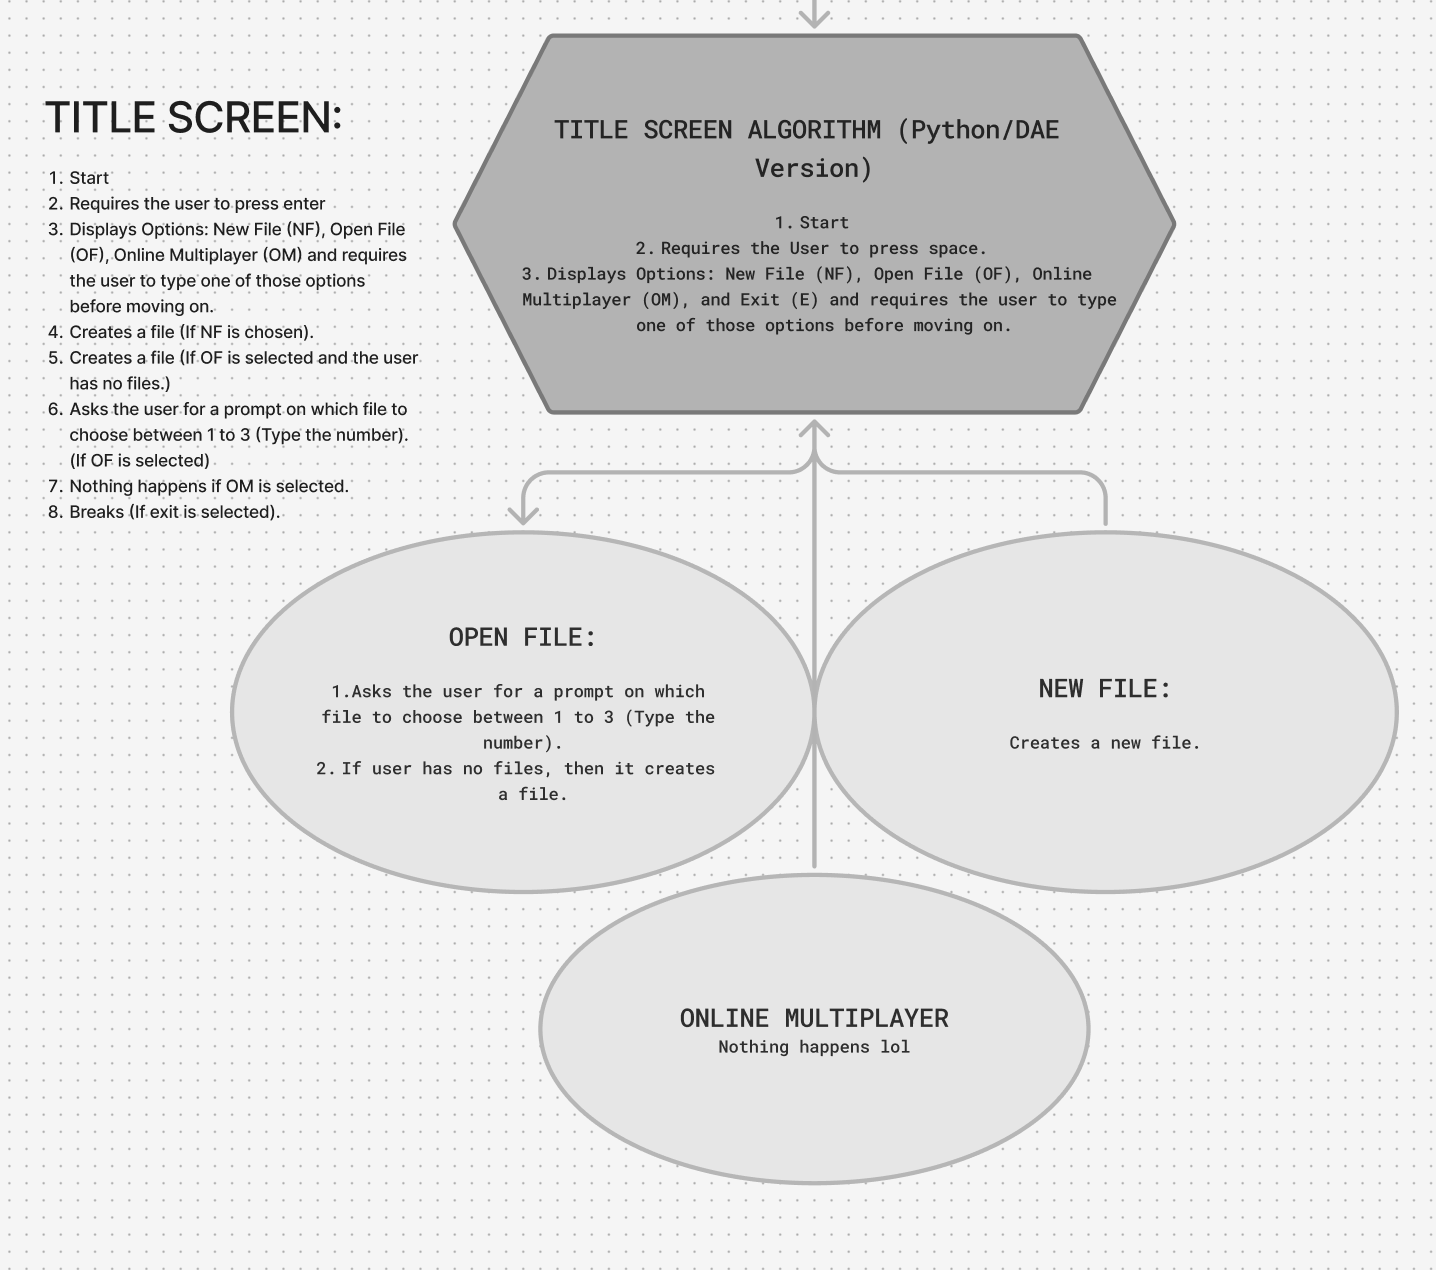 TITLE SCREEN:
1. Start
2. Requires the user to press enter
3. Displays Options: New File (NF), Open File
(OF), Online Multiplayer (OM) and requires
the user to type one of those options
before moving on.
4. Creates a file (If NF is chosen).
5. Creates a file (If OF is selected and the user
has no files.)
6. Asks the user for a prompt on which file to
choose between 1 to 3 (Type the number).
(If OF is selected)
7. Nothing happens if OM is selected.
8. Breaks (If exit is selected).
TITLE SCREEN ALGORITHM (Python/DAE
Version)
1. Start
2. Requires the User to press space.
3. Displays Options: New File (NF), Open File (OF), Online
Multiplayer (OM), and Exit (E) and requires the user to type
one of those options before moving on.
OPEN FILE:
1.Asks the user for a prompt on which
file to choose between 1 to 3 (Type the
number).
2. If user has no files, then it creates
a file.
NEW FILE:
Creates a new file.
ONLINE MULTIPLAYER
Nothing happens lol